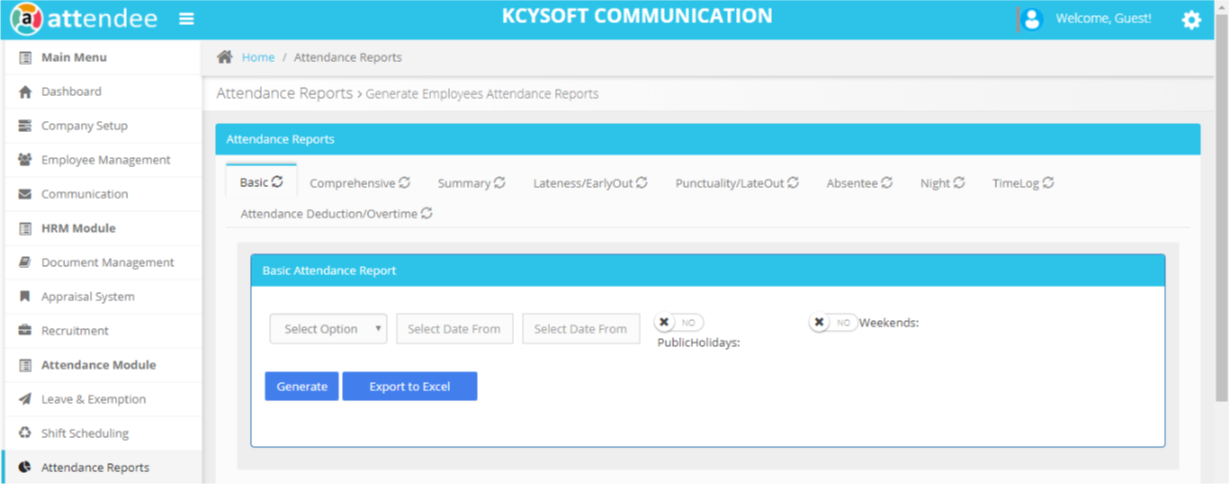 attendee
KCYSOFT COMMUNICATION
Welcome, Guest!
Main Menu
Dashboard
Company Setup
Employee Management
Communication
HRM Module
Document Management
Appraisal System
Recruitment
Attendance Module
Leave & Exemption
Shift Scheduling
Attendance Reports
Home / Attendance Reports
Attendance Reports > Generate Employees Attendance Reports
Attendance Reports
Basic Comprehensive Summary Lateness/EarlyOut Punctuality/LateOut Absentee Night TimeLog
Attendance Deduction/Overtime
Basic Attendance Report
Select Option Select Date From Select Date From NO NO Weekends:
PublicHolidays:
Generate Export to Excel